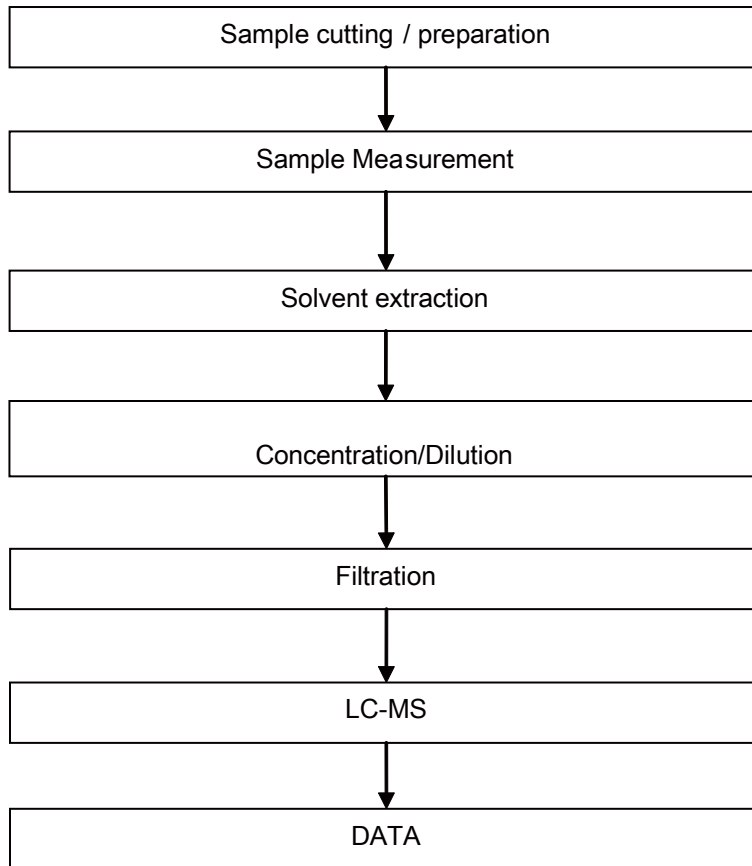 Sample cutting / preparation
Sample Measurement
Solvent extraction
Concentration/Dilution
Filtration
LC-MS
DATA